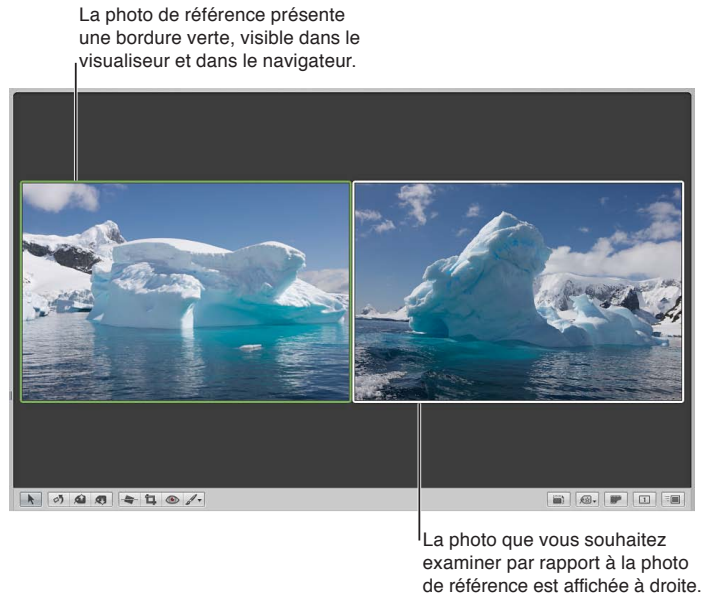 La photo de référence présente
une bordure verte, visible dans le
visualiseur et dans le navigateur.
1
La photo que vous souhaitez
examiner par rapport à la photo
de référence est affichée à droite.